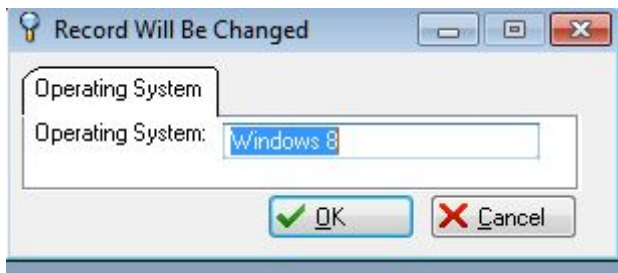 Record Will Be Changed
Operating System
Operating System: Windows 8
OK Cancel